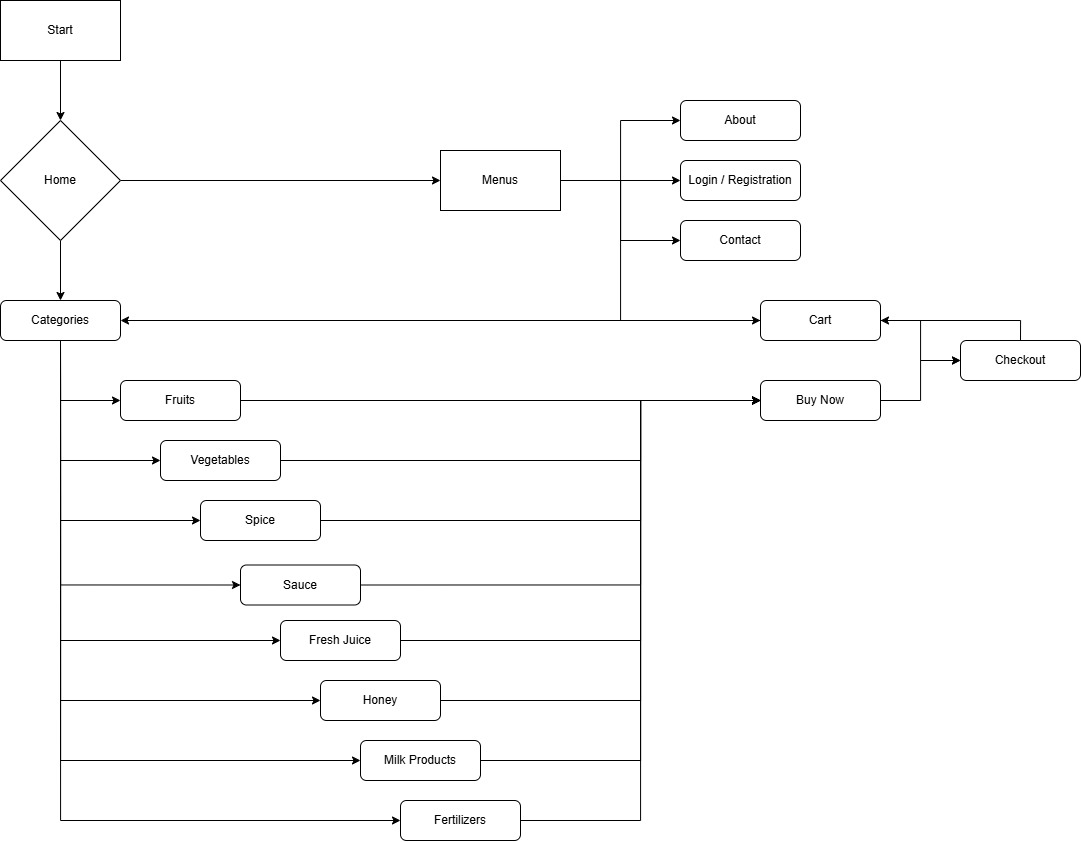 Start
About
Home
Menus
Login / Registration
Contact
Categories
Cart
Checkout
Fruits
Buy Now
Vegetables
Spice
Sauce
Fresh Juice
Honey
Milk Products
Fertilizers